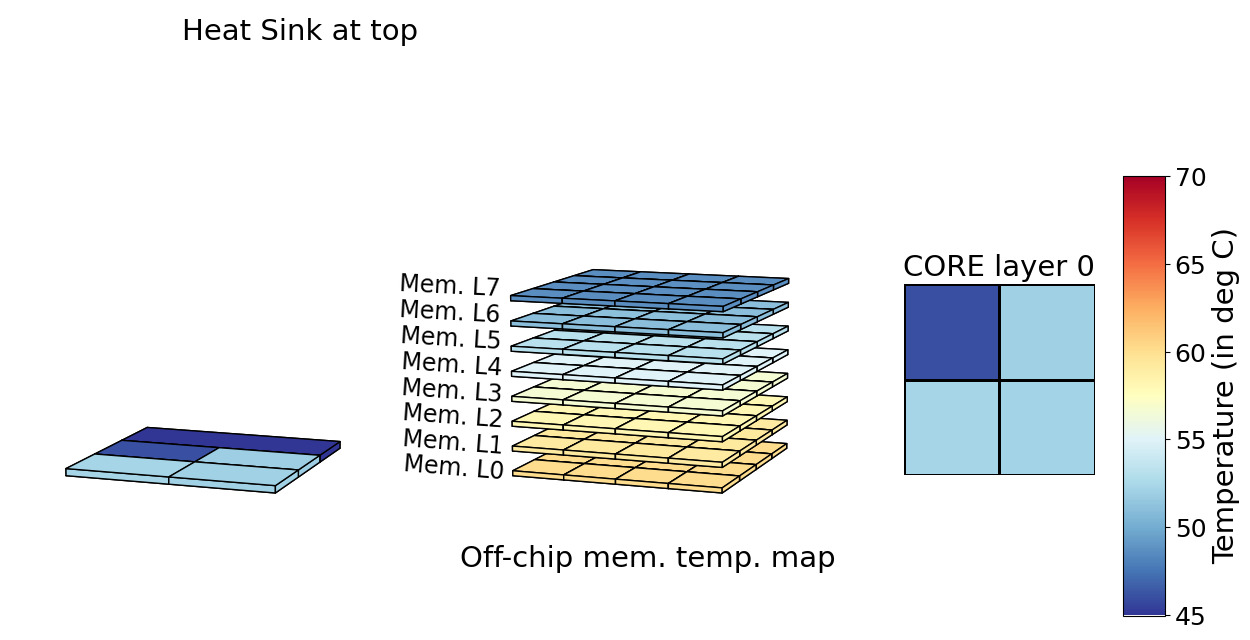 Heat Sink at top
Mem. L7
Mem. L6
Mem. L5
Mem. L4
Mem. L3
Mem. L2
Mem. L1
Mem. L0
Off-chip mem. temp. map
CORE layer 0
70
65
60
55
50
45
Temperature (in deg C)